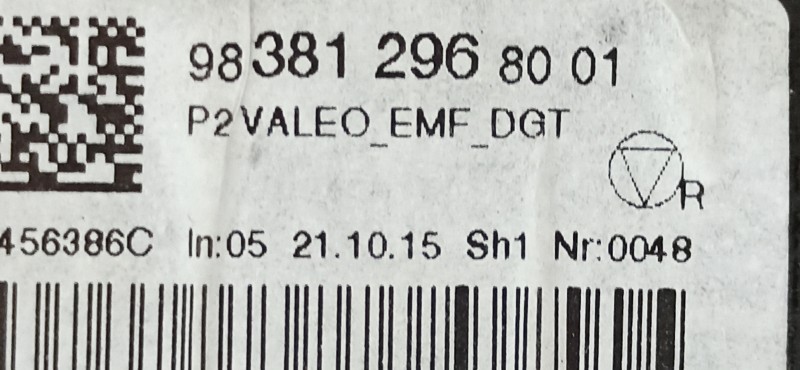 98 381 296 80 01
P2 VALEO_EMF_DGT
R
456386C In:05 21.10.15 Sh1 Nr:0048